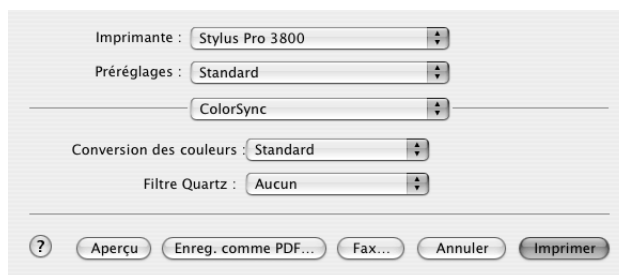 Imprimante : Stylus Pro 3800
Préréglages : Standard
ColorSync
Conversion des couleurs : Standard
Filtre Quartz : Aucun
? Aperçu Enreg. comme PDF... Fax... Annuler Imprimer